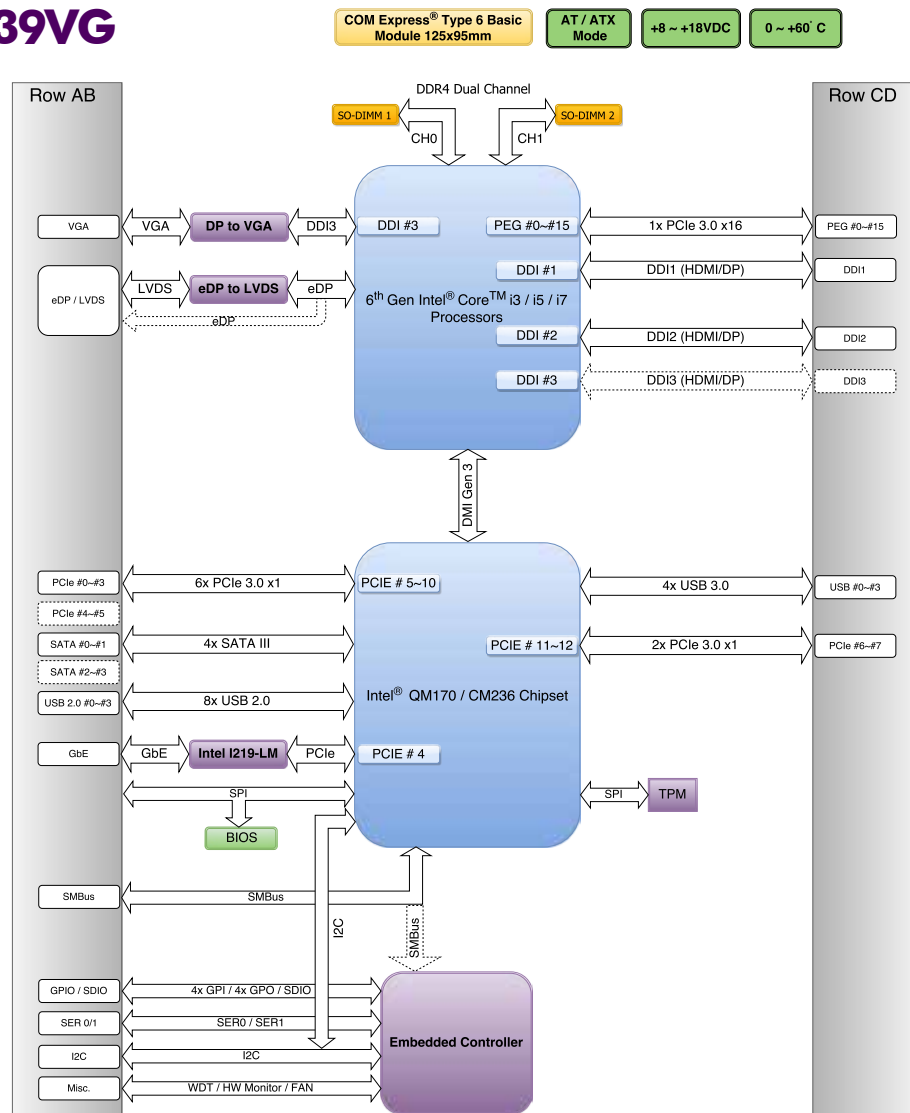 39VG
COM Express® Type 6 Basic
Module 125x95mm
AT / ATX
Mode
+8 ~ +18VDC
0 ~ +60° C
Row AB
Row CD
DDR4 Dual Channel
SO-DIMM 1
SO-DIMM 2
CH0
CH1
VGA
VGA
DP to VGA
DDI3
DDI #3
PEG #0~#15
1x PCIe 3.0 x16
PEG #0~#15
DDI #1
DDI1 (HDMI/DP)
DDI1
eDP / LVDS
LVDS
eDP to LVDS
eDP
eDP
6th Gen Intel® Core™ i3 / i5 / i7
Processors
DDI #2
DDI2 (HDMI/DP)
DDI2
DDI #3
DDI3 (HDMI/DP)
DDI3
DMI Gen 3
PCIe #0~#3
6x PCIe 3.0 x1
PCIE # 5~10
4x USB 3.0
USB #0~#3
PCIe #4~#5
SATA #0~#1
4x SATA III
PCIE # 11~12
2x PCIe 3.0 x1
PCIe #6~#7
SATA #2~#3
USB 2.0 #0~#3
8x USB 2.0
Intel® QM170 / CM236 Chipset
GbE
GbE
Intel I219-LM
PCIe
PCIE # 4
SPI
BIOS
SPI
TPM
SMBus
SMBus
I2C
SMBus
GPIO / SDIO
4x GPI / 4x GPO / SDIO
SER 0/1
SER0 / SER1
Embedded Controller
I2C
I2C
Misc.
WDT / HW Monitor / FAN